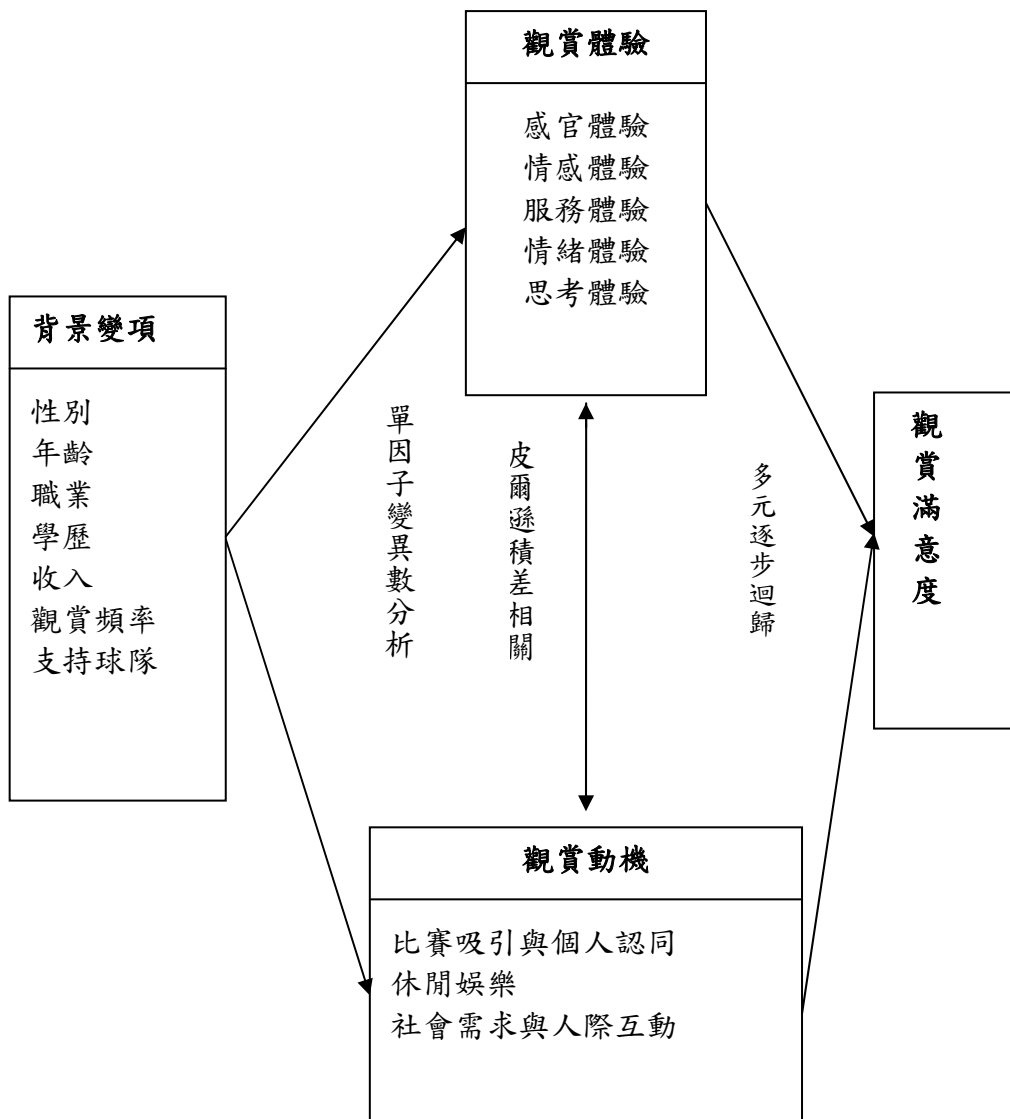 觀賞體驗
感官體驗
情感體驗
服務體驗
情緒體驗
思考體驗
背景變項
性別
年齡
職業
學歷
收入
觀賞頻率
支持球隊
單因子變異數分析
皮爾遜積差相關
多元逐步迴歸
觀賞滿意度
觀賞動機
比賽吸引與個人認同
休閒娛樂
社會需求與人際互動